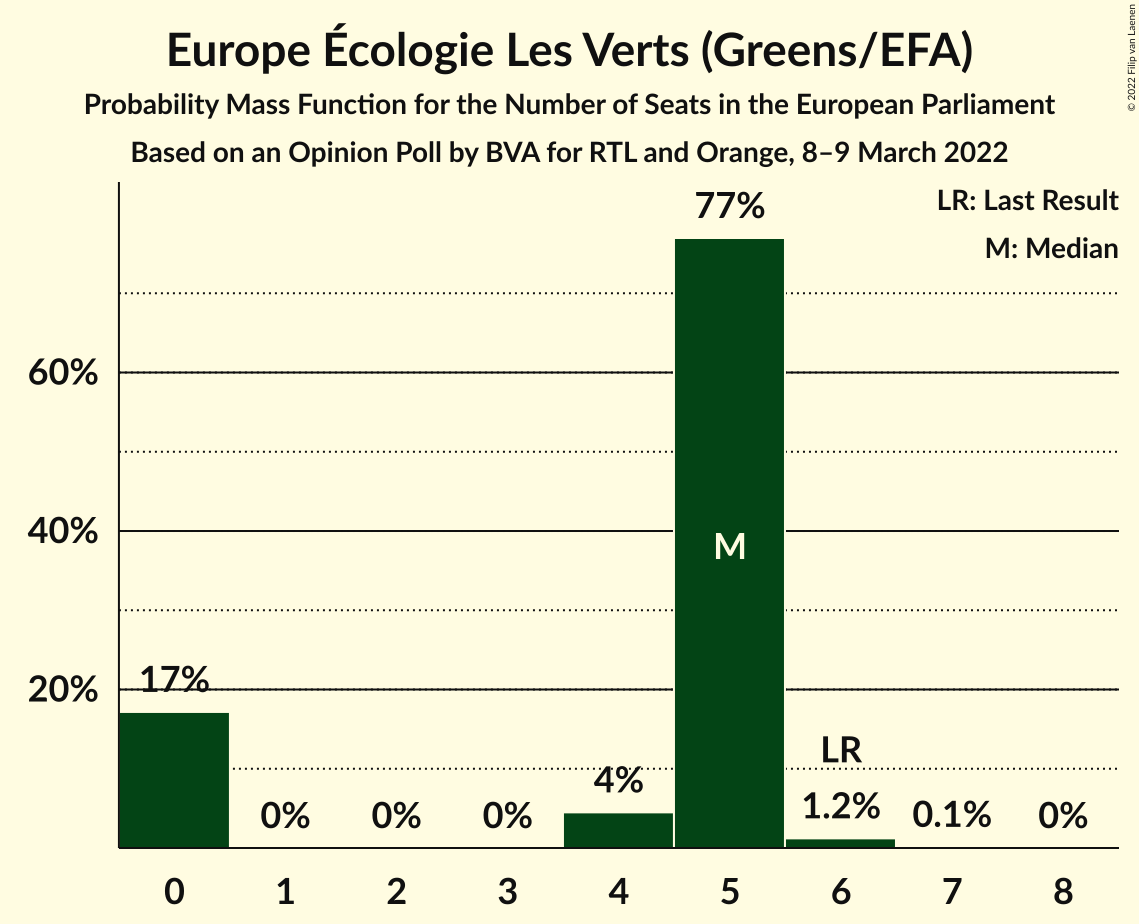 Europe Écologie Les Verts (Greens/EFA)
Probability Mass Function for the Number of Seats in the European Parliament
Based on an Opinion Poll by BVA for RTL and Orange, 8–9 March 2022
© 2022 Filip van Laenen
LR: Last Result
M: Median
77%
60%
40%
M
20%
17%
LR
0%
0%
0%
4%
1.2%
0.1%
0%
0 1 2 3 4 5 6 7 8